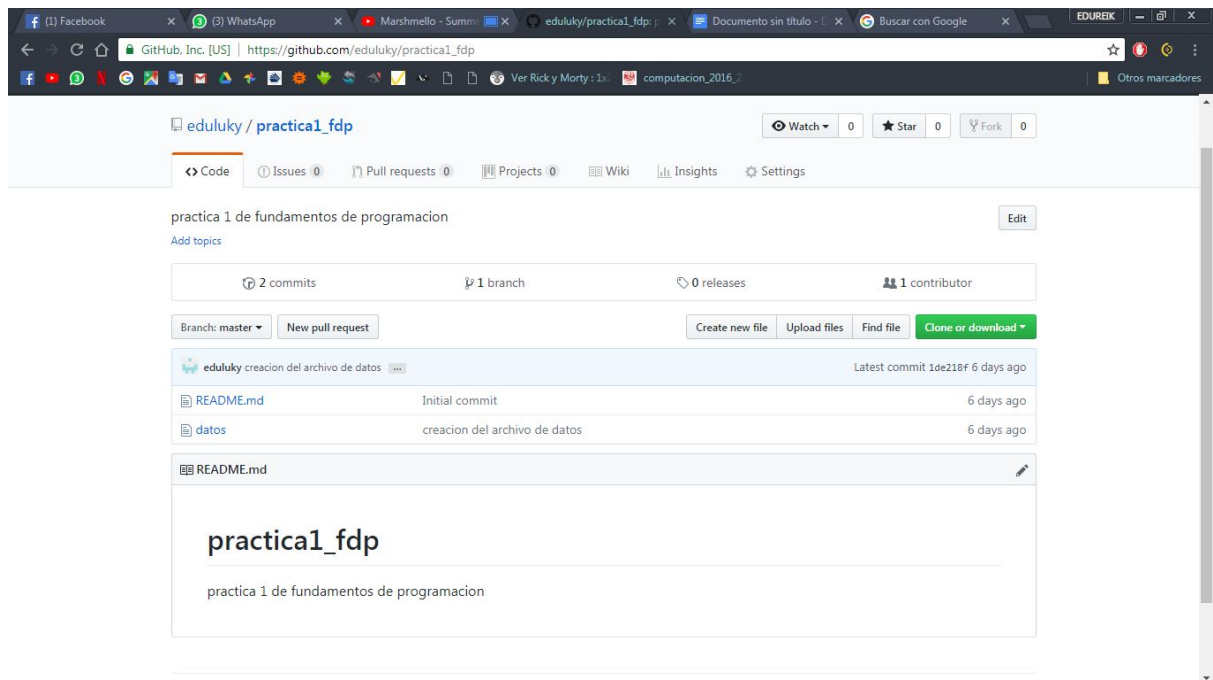 (1) Facebook (3) WhatsApp Marshmello - Summ eduluky/practica1_fdp: p Documento sin título - D Buscar con Google EDUREIK
GitHub, Inc. [US] | https://github.com/eduluky/practica1_fdp
Ver Rick y Morty : 1x computacion_2016_2 Otros marcadores
eduluky / practica1_fdp Watch 0 Star 0 Fork 0
Code Issues 0 Pull requests 0 Projects 0 Wiki Insights Settings
practica 1 de fundamentos de programacion Edit
Add topics
2 commits 1 branch 0 releases 1 contributor
Branch: master New pull request Create new file Upload files Find file Clone or download
eduluky creacion del archivo de datos ... Latest commit 1de218f 6 days ago
README.md Initial commit 6 days ago
datos creacion del archivo de datos 6 days ago
README.md
practica1_fdp
practica 1 de fundamentos de programacion